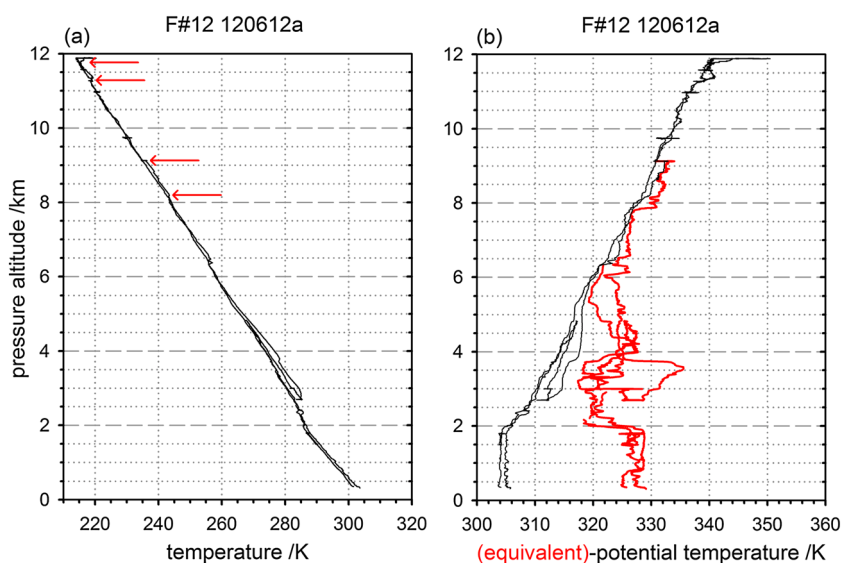 F#12 120612a
F#12 120612a
(a)
(b)
pressure altitude /km
12
10
8
6
4
2
0
220 240 260 280 300 320
temperature /K
12
10
8
6
4
2
0
300 310 320 330 340 350 360
(equivalent)-potential temperature /K